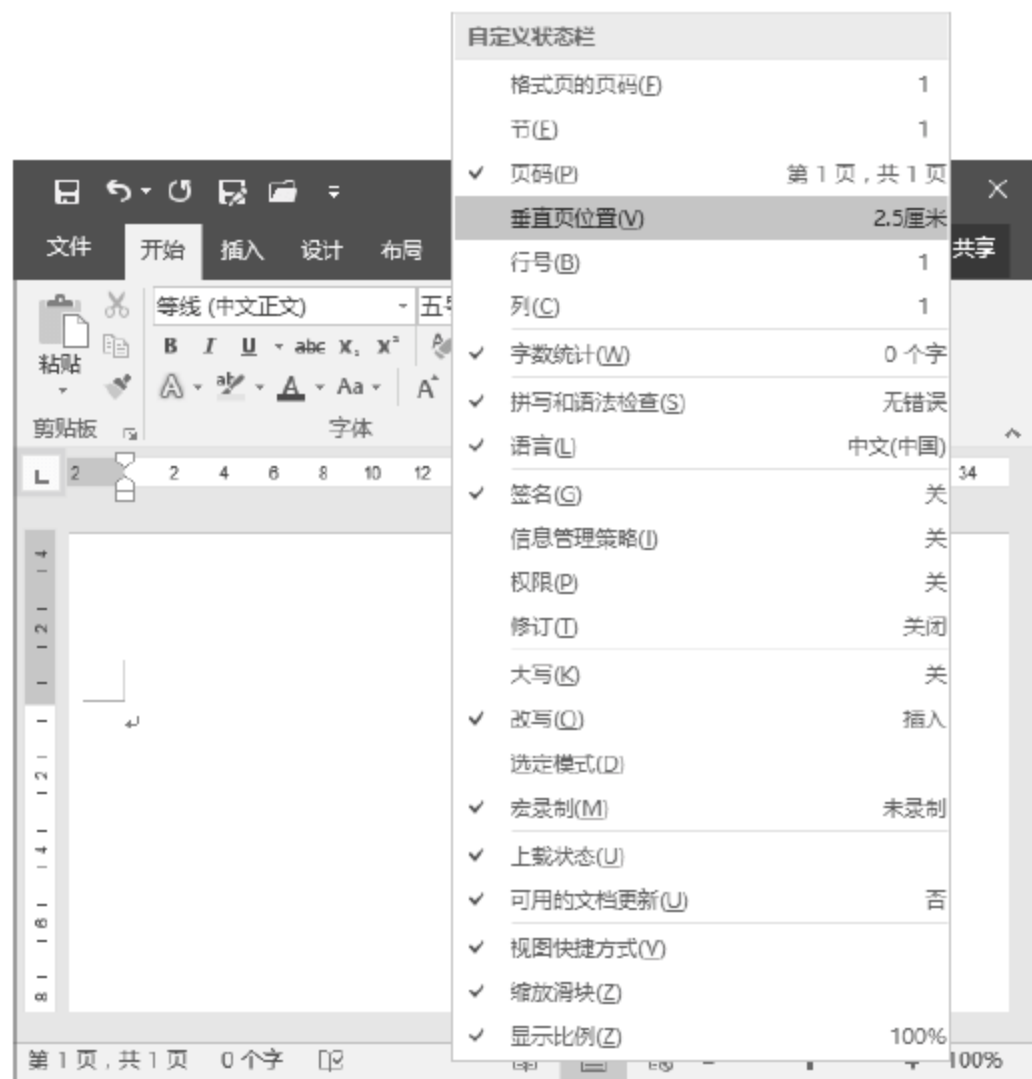 自定义状态栏
格式页的页码(F) 1
节(E) 1
✓ 页码(P) 第 1 页 , 共 1 页
垂直页位置(V) 2.5厘米
行号(B) 1
列(C) 1
✓ 字数统计(W) 0 个字
✓ 拼写和语法检查(S) 无错误
✓ 语言(L) 中文(中国)
✓ 签名(G) 关
信息管理策略(I) 关
权限(P) 关
修订(T) 关闭
大写(K) 关
✓ 改写(O) 插入
选定模式(D)
✓ 宏录制(M) 未录制
✓ 上载状态(U)
✓ 可用的文档更新(U) 否
✓ 视图快捷方式(V)
✓ 缩放滑块(Z)
✓ 显示比例(Z) 100%
文件 开始 插入 设计 布局 共享
等线 (中文正文) 五
粘贴 B I U abc X₂ X²
A aby A Aa A
剪贴板 字体
L 2 2 4 6 8 10 12 34
4
2
2
4
6
8
第 1 页 , 共 1 页 0 个字 100%